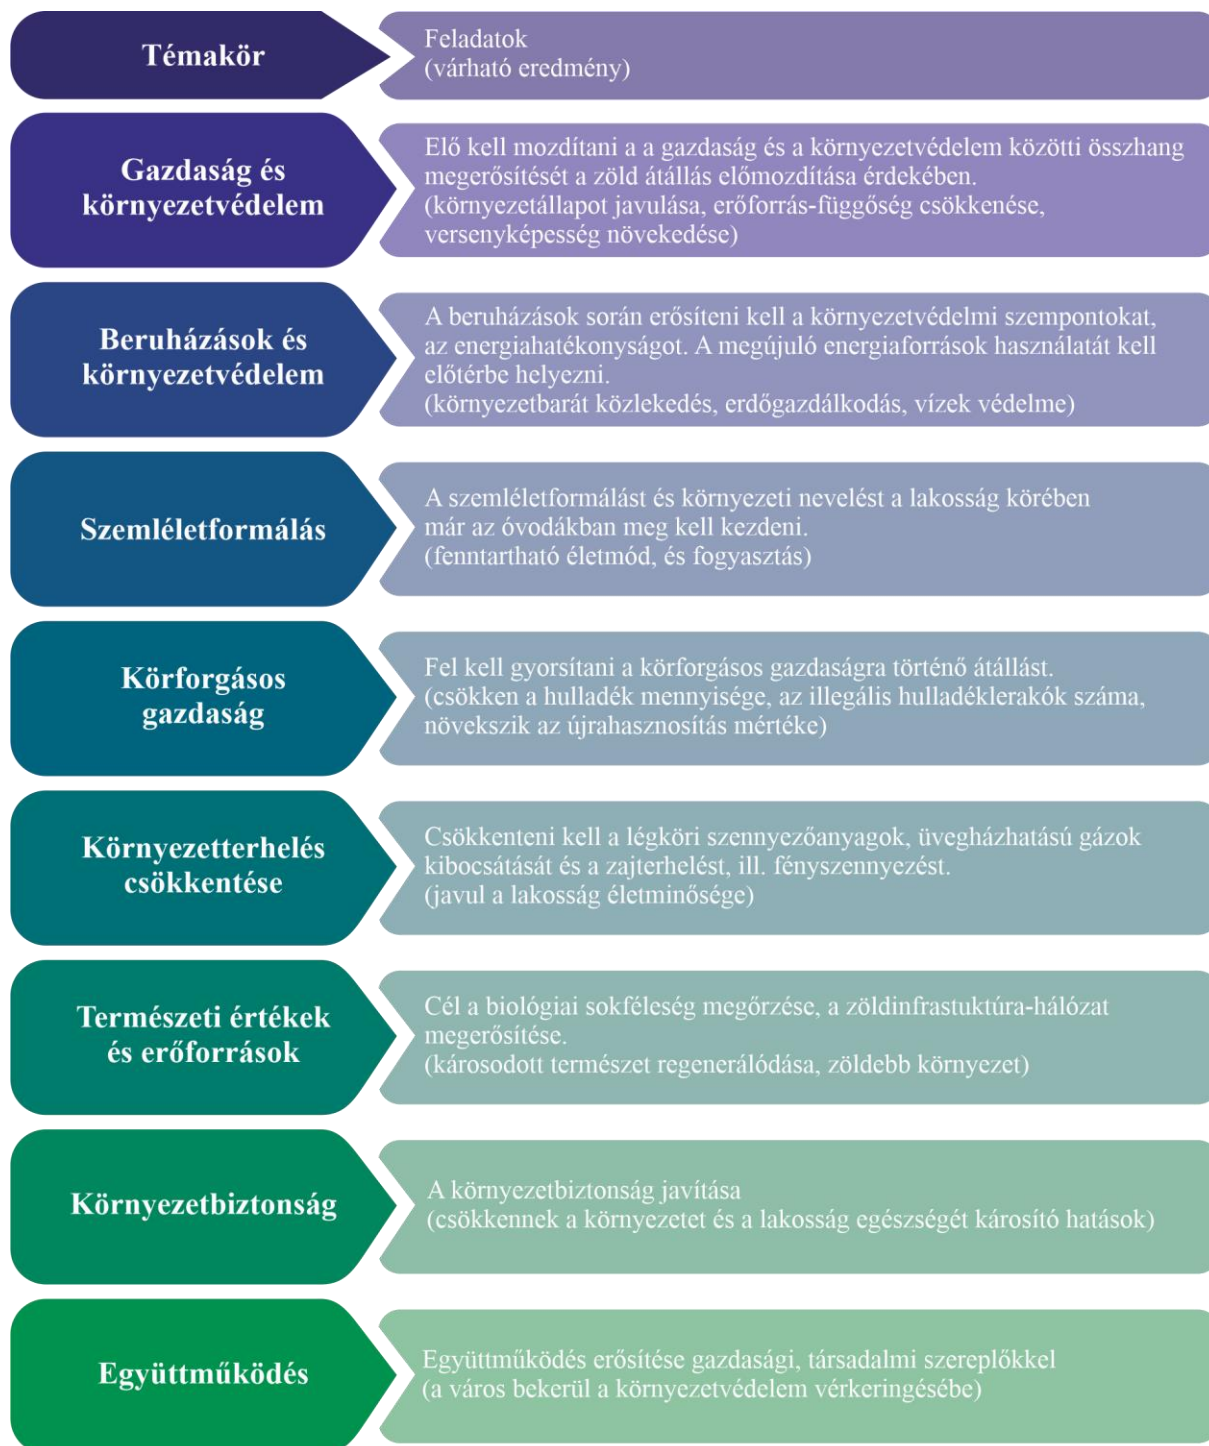 Témakör
Feladatok
(várható eredmény)
Gazdaság és
környezetvédelem
Elő kell mozdítani a a gazdaság és a környezetvédelem közötti összhang
megerősítését a zöld átállás előmozdítása érdekében.
(környezetállapot javulása, erőforrás-függőség csökkenése,
versenyképesség növekedése)
Beruházások és
környezetvédelem
A beruházások során erősíteni kell a környezetvédelmi szempontokat,
az energiahatékonyságot. A megújuló energiaforrások használatát kell
előtérbe helyezni.
(környezetbarát közlekedés, erdőgazdálkodás, vízek védelme)
Szemléletformálás
A szemléletformálást és környezeti nevelést a lakosság körében
már az óvodákban meg kell kezdeni.
(fenntartható életmód, és fogyasztás)
Körforgásos
gazdaság
Fel kell gyorsítani a körforgásos gazdaságra történő átállást.
(csökken a hulladék mennyisége, az illegális hulladéklerakók száma,
növekszik az újrahasznosítás mértéke)
Környezetterhelés
csökkentése
Csökkenteni kell a légköri szennyezőanyagok, üvegházhatású gázok
kibocsátását és a zajterhelést, ill. fényszennyezést.
(javul a lakosság életminősége)
Természeti értékek
és erőforrások
Cél a biológiai sokféleség megőrzése, a zöldinfrastuktúra-hálózat
megerősítése.
(károsodott természet regenerálódása, zöldebb környezet)
Környezetbiztonság
A környezetbiztonság javítása
(csökkennek a környezetet és a lakosság egészségét károsító hatások)
Együttműködés
Együttműködés erősítése gazdasági, társadalmi szereplőkkel
(a város bekerül a környezetvédelem vérkeringésébe)